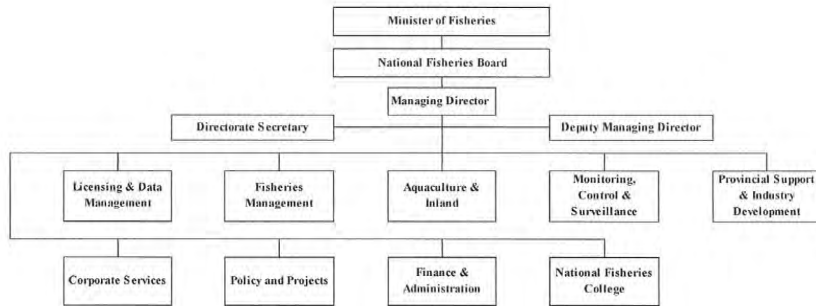 Minister of Fisheries
National Fisheries Board
Managing Director
Directorate Secretary
Deputy Managing Director
Licensing & Data
Management
Fisheries
Management
Aquaculture &
Inland
Monitoring,
Control &
Surveillance
Provincial Support
& Industry
Development
Corporate Services
Policy and Projects
Finance &
Administration
National Fisheries
College